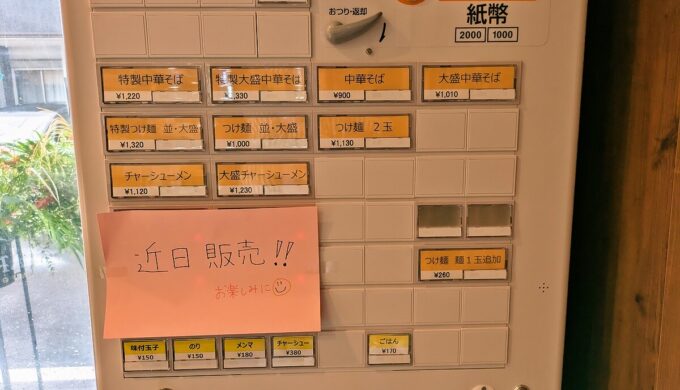 おつり・返却
紙幣
2000 1000
特製中華そば
¥1,220
特製大盛中華そば
¥1,330
中華そば
¥900
大盛中華そば
¥1,010
特製つけ麺 並・大盛
¥1,320
つけ麺 並・大盛
¥1,000
つけ麺 2玉
¥1,130
チャーシューメン
¥1,120
大盛チャーシューメン
¥1,230
近日 販売!!
お楽しみに
つけ麺 麺1玉追加
¥260
味付玉子
¥150
のり
¥150
メンマ
¥180
チャーシュー
¥380
ごはん
¥170